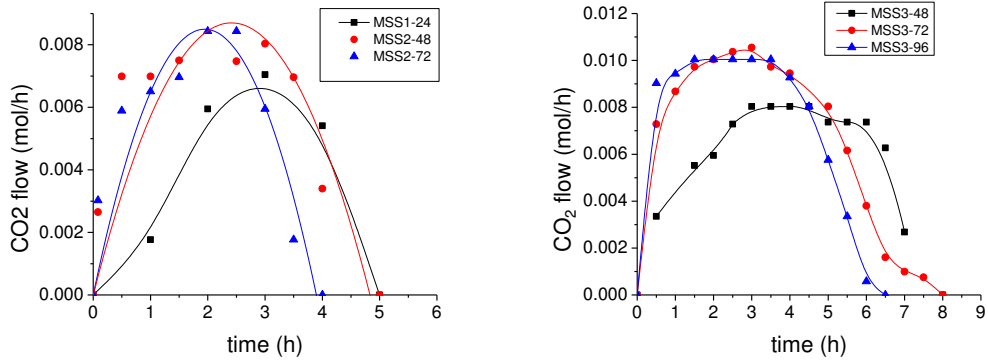 MSS1-24
MSS2-48
MSS2-72
0.008
0.006
0.004
0.002
0.000
CO2 flow (mol/h)
0 1 2 3 4 5 6
time (h)
MSS3-48
MSS3-72
MSS3-96
0.012
0.010
0.008
0.006
0.004
0.002
0.000
CO₂ flow (mol/h)
0 1 2 3 4 5 6 7 8 9
time (h)